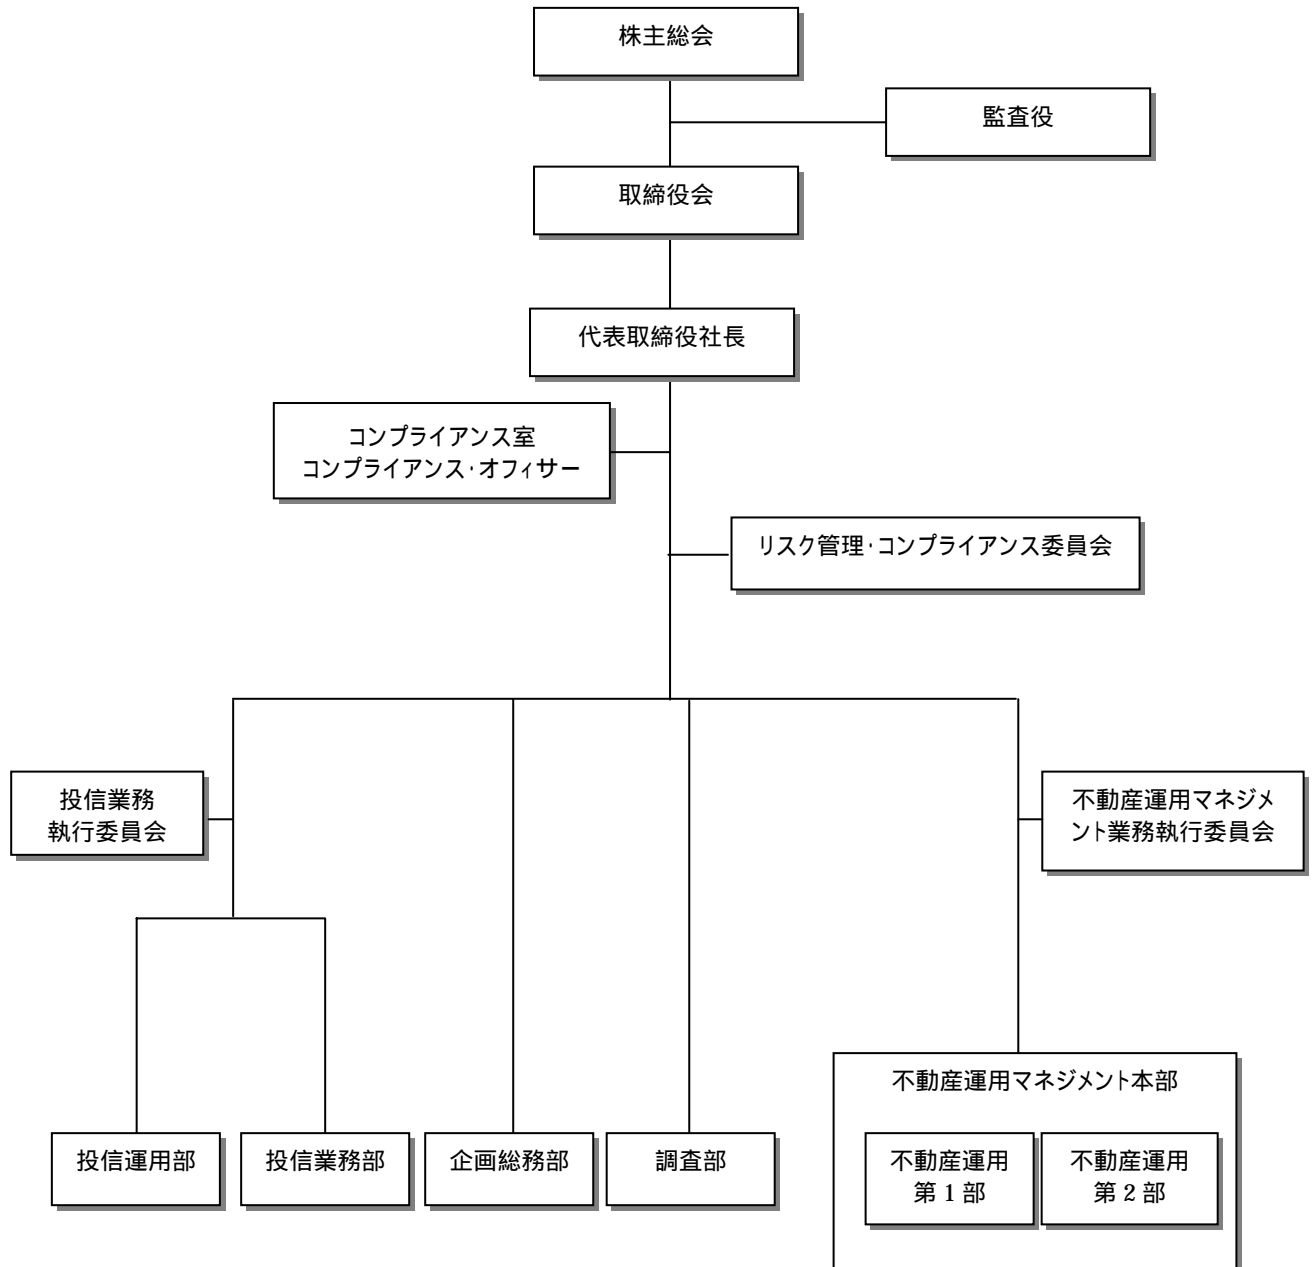 株主総会
監査役
取締役会
代表取締役社長
コンプライアンス室
コンプライアンス・オフィサー
リスク管理・コンプライアンス委員会
投信業務
執行委員会
不動産運用マネジメ
ント業務執行委員会
不動産運用マネジメント本部
投信運用部
投信業務部
企画総務部
調査部
不動産運用
第1部
不動産運用
第2部